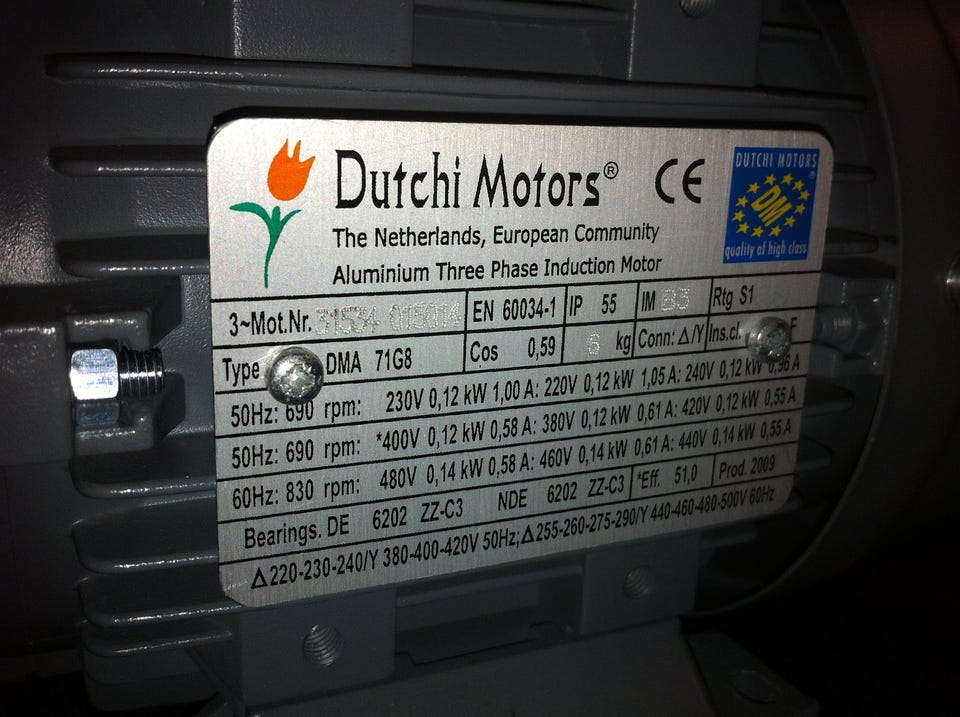 Dutchi Motors® CE
DUTCHI MOTORS ®
DM
quality of high class
The Netherlands, European Community
Aluminium Three Phase Induction Motor
3~Mot.Nr. 31534 015014 EN 60034-1 IP 55 IM B3 Rtg S1
Type DMA 71G8 Cos 0,59 6 kg Conn: Δ/Y Ins.cl. F
50Hz: 690 rpm: 230V 0,12 kW 1,00 A: 220V 0,12 kW 1,05 A: 240V 0,12 kW 0,96 A
50Hz: 690 rpm: *400V 0,12 kW 0,58 A: 380V 0,12 kW 0,61 A: 420V 0,12 kW 0,55 A
60Hz: 830 rpm: 480V 0,14 kW 0,58 A: 460V 0,14 kW 0,61 A: 440V 0,14 kW 0,55 A
Bearings. DE 6202 ZZ-C3 NDE 6202 ZZ-C3 *Eff. 51,0 Prod. 2009
Δ220-230-240/Y 380-400-420V 50Hz;Δ255-260-275-290/Y 440-460-480-500V 60Hz